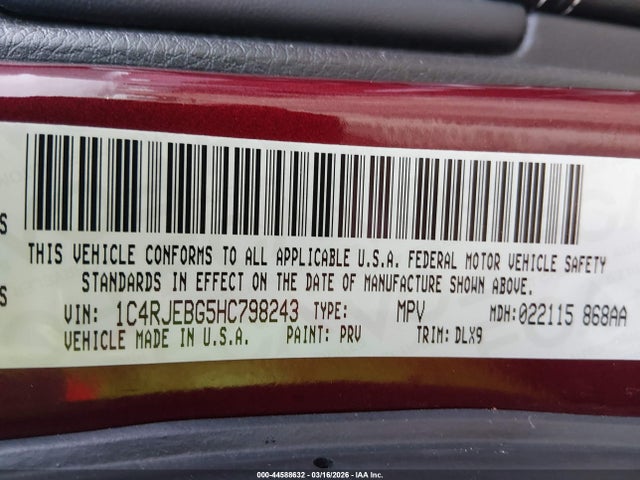 THIS VEHICLE CONFORMS TO ALL APPLICABLE U.S.A. FEDERAL MOTOR VEHICLE SAFETY
STANDARDS IN EFFECT ON THE DATE OF MANUFACTURE SHOWN ABOVE.
VIN: 1C4RJEBG5HC798243 TYPE: MPV MDH: 022115 868AA
VEHICLE MADE IN U.S.A. PAINT: PRV TRIM: DLX9
000-44588632 | 03/16/2026 | IAA Inc.